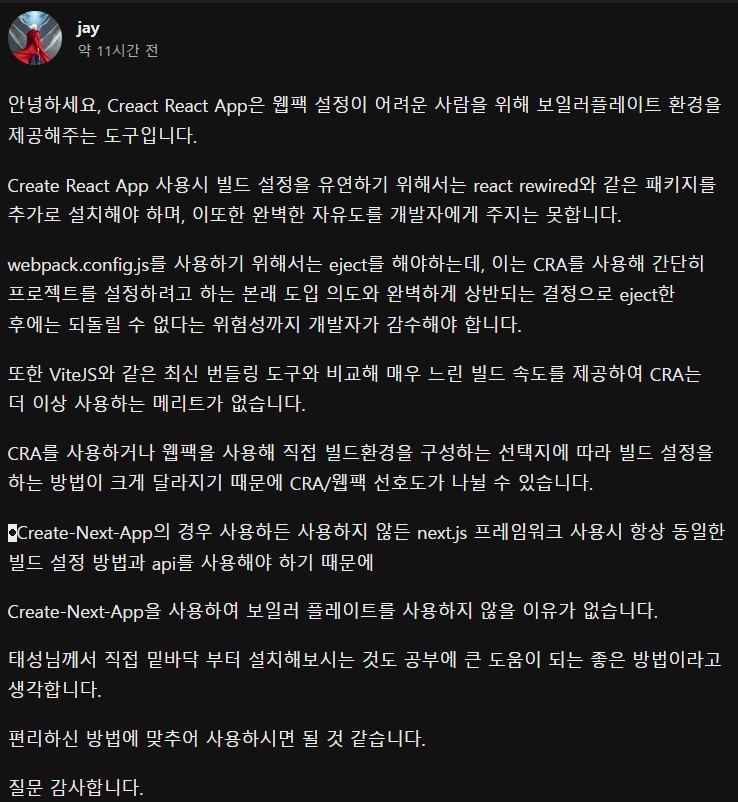 jay
약 11시간 전
안녕하세요, Creact React App은 웹팩 설정이 어려운 사람을 위해 보일러플레이트 환경을
제공해주는 도구입니다.
Create React App 사용시 빌드 설정을 유연하기 위해서는 react rewired와 같은 패키지를
추가로 설치해야 하며, 이또한 완벽한 자유도를 개발자에게 주지는 못합니다.
webpack.config.js를 사용하기 위해서는 eject를 해야하는데, 이는 CRA를 사용해 간단히
프로젝트를 설정하려고 하는 본래 도입 의도와 완벽하게 상반되는 결정으로 eject한
후에는 되돌릴 수 없다는 위험성까지 개발자가 감수해야 합니다.
또한 ViteJS와 같은 최신 번들링 도구와 비교해 매우 느린 빌드 속도를 제공하여 CRA는
더 이상 사용하는 메리트가 없습니다.
CRA를 사용하거나 웹팩을 사용해 직접 빌드환경을 구성하는 선택지에 따라 빌드 설정을
하는 방법이 크게 달라지기 때문에 CRA/웹팩 선호도가 나뉠 수 있습니다.
◘Create-Next-App의 경우 사용하든 사용하지 않든 next.js 프레임워크 사용시 항상 동일한
빌드 설정 방법과 api를 사용해야 하기 때문에
Create-Next-App을 사용하여 보일러 플레이트를 사용하지 않을 이유가 없습니다.
태성님께서 직접 밑바닥 부터 설치해보시는 것도 공부에 큰 도움이 되는 좋은 방법이라고
생각합니다.
편리하신 방법에 맞추어 사용하시면 될 것 같습니다.
질문 감사합니다.